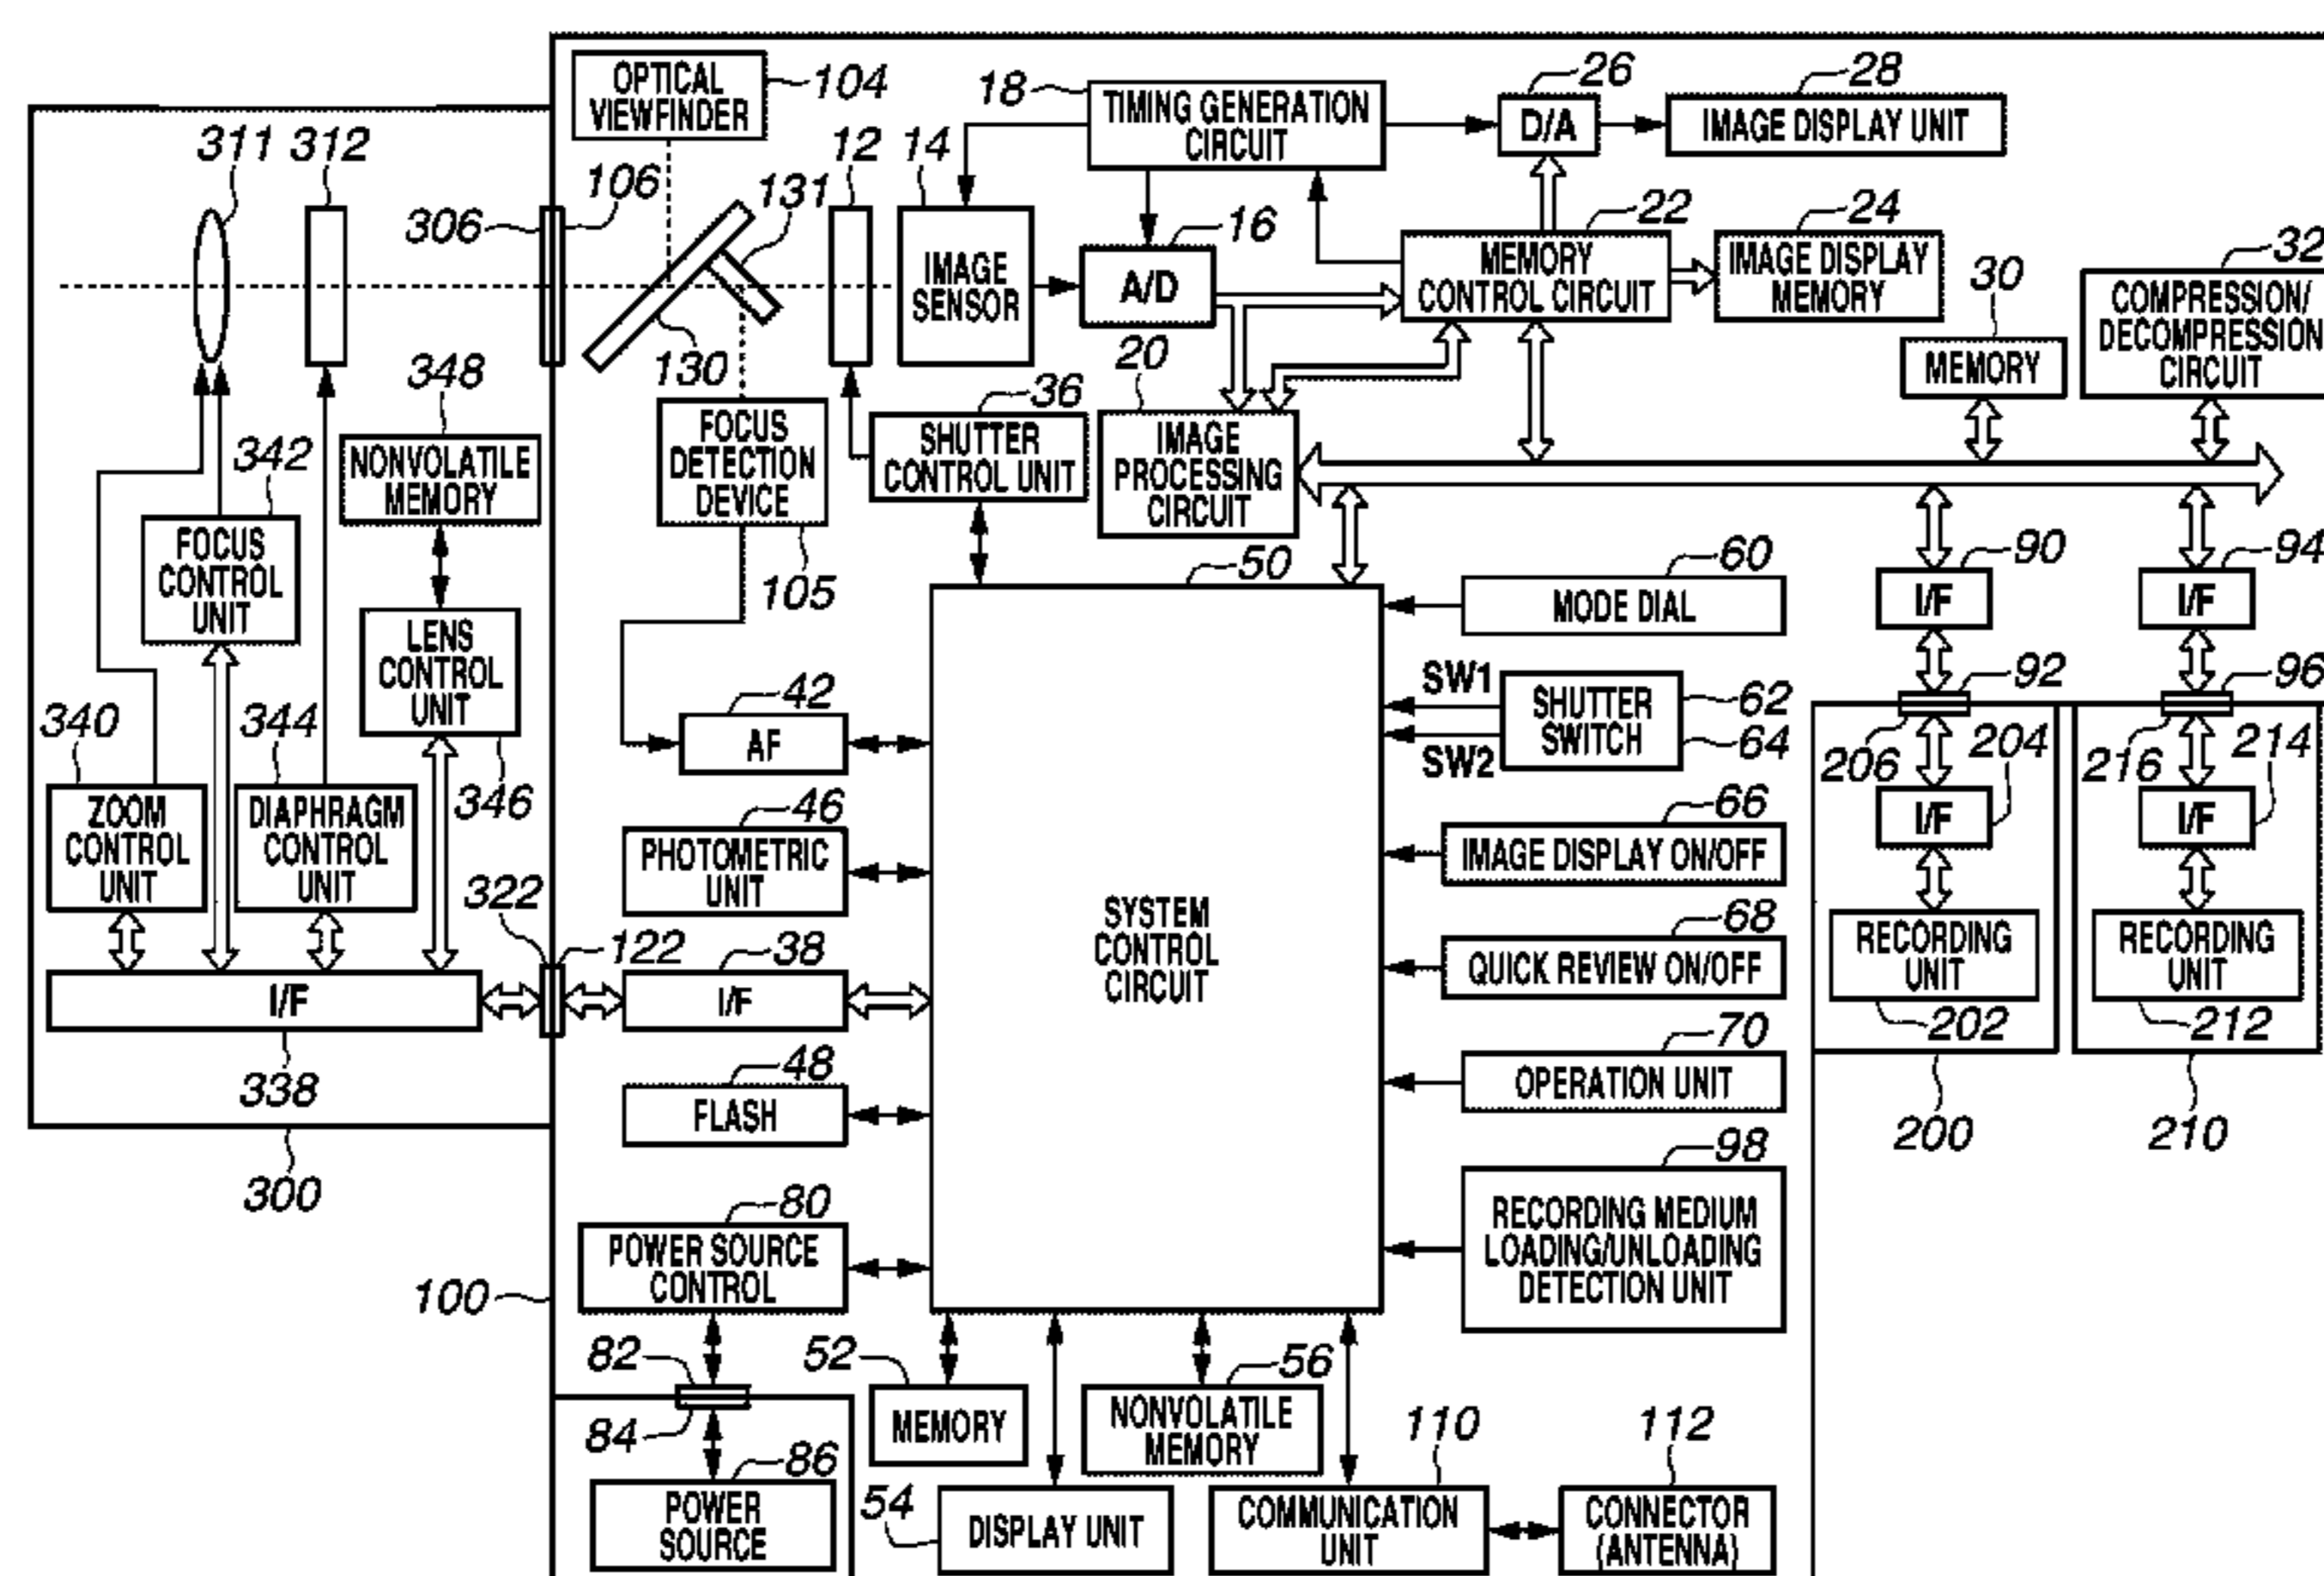 OPTICAL
VIEWFINDER
104
18
TIMING GENERATION
CIRCUIT
26
D/A
28
IMAGE DISPLAY UNIT
311
312
306
106
131
130
12
14
IMAGE
SENSOR
16
A/D
22
MEMORY
CONTROL CIRCUIT
24
IMAGE DISPLAY
MEMORY
30
MEMORY
32
COMPRESSION/
DECOMPRESSION
CIRCUIT
348
NONVOLATILE
MEMORY
342
FOCUS
CONTROL
UNIT
FOCUS
DETECTION
DEVICE
105
36
SHUTTER
CONTROL UNIT
20
IMAGE
PROCESSING
CIRCUIT
LENS
CONTROL
UNIT
346
340
ZOOM
CONTROL
UNIT
344
DIAPHRAGM
CONTROL
UNIT
322
122
I/F
338
300
42
AF
46
PHOTOMETRIC
UNIT
38
I/F
48
FLASH
80
POWER SOURCE
CONTROL
100
82
84
86
POWER
SOURCE
50
SYSTEM
CONTROL
CIRCUIT
60
MODE DIAL
SW1
SW2
SHUTTER
SWITCH
62
64
66
IMAGE DISPLAY ON/OFF
68
QUICK REVIEW ON/OFF
70
OPERATION UNIT
98
RECORDING MEDIUM
LOADING/UNLOADING
DETECTION UNIT
90
I/F
92
206
204
I/F
RECORDING
UNIT
202
200
94
I/F
96
216
214
I/F
RECORDING
UNIT
212
210
52
MEMORY
54
DISPLAY UNIT
56
NONVOLATILE
MEMORY
110
COMMUNICATION
UNIT
112
CONNECTOR
(ANTENNA)